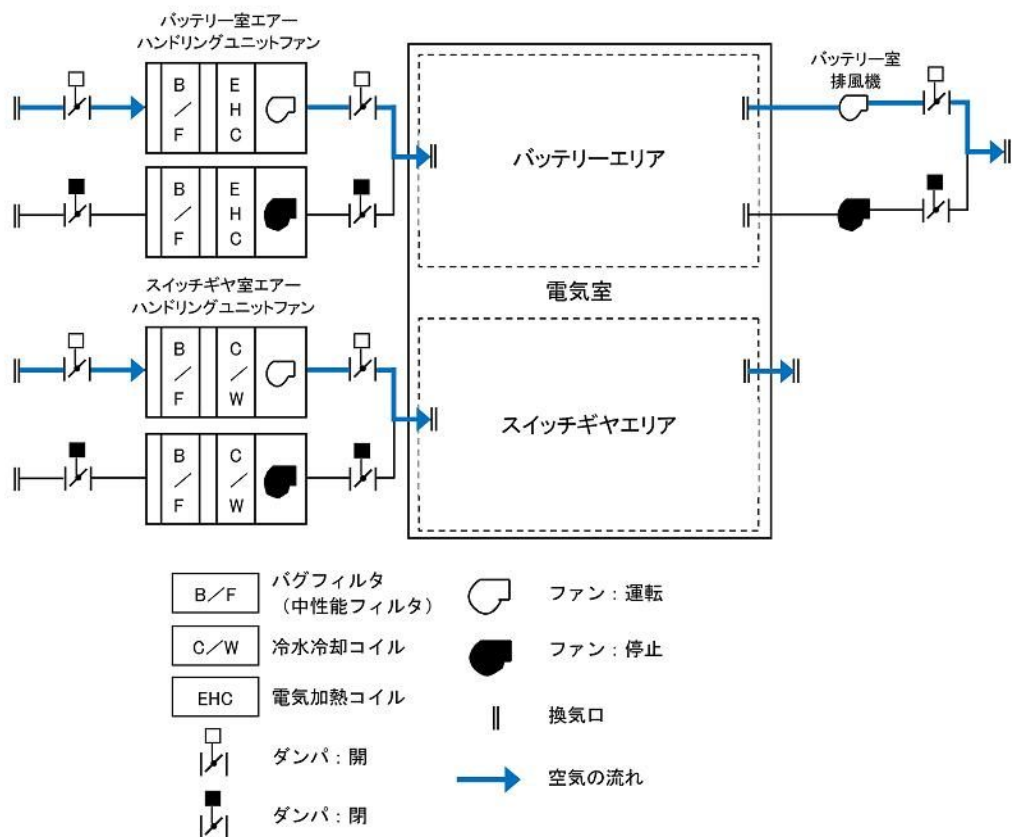 バッテリー室エアー
ハンドリングユニットファン
B/F
EHC
バッテリーエリア
バッテリー室
排風機
B/F
EHC
電気室
スイッチギヤ室エアー
ハンドリングユニットファン
B/F
C/W
スイッチギヤエリア
B/F
C/W
B/F
バグフィルタ
(中性能フィルタ)
ファン:運転
C/W
冷水冷却コイル
ファン:停止
EHC
電気加熱コイル
換気口
ダンパ:開
空気の流れ
ダンパ:閉